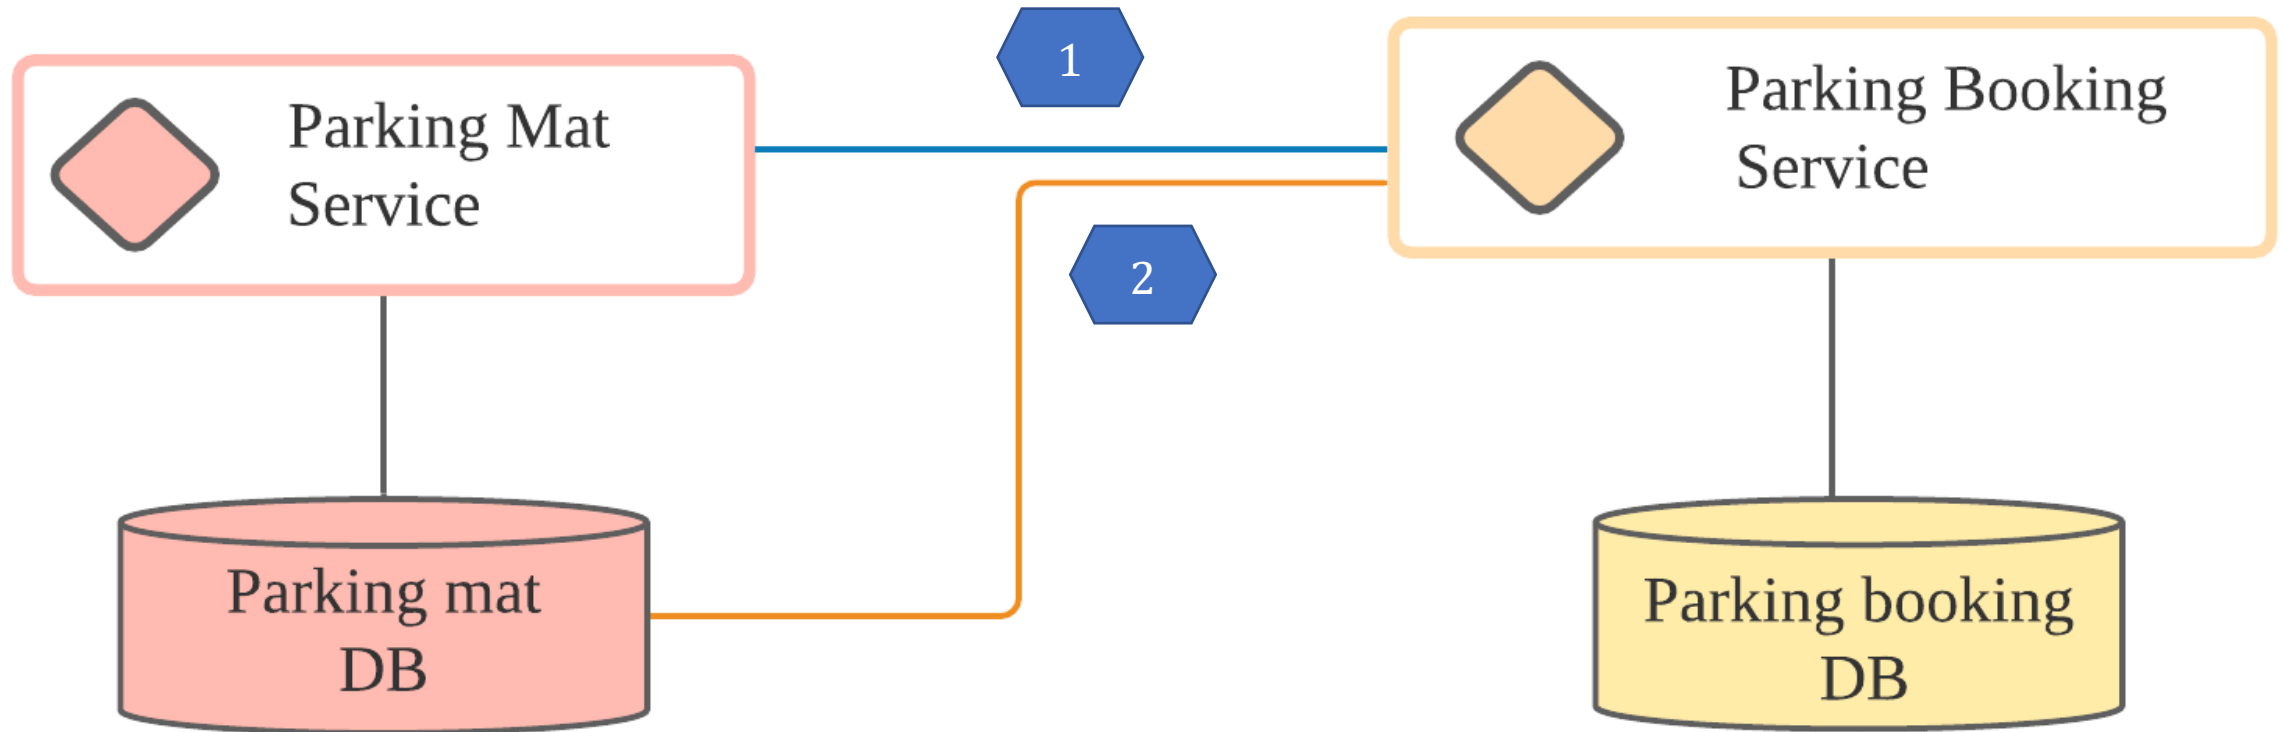 1
Parking Mat
Service
Parking Booking
Service
2
Parking mat
DB
Parking booking
DB